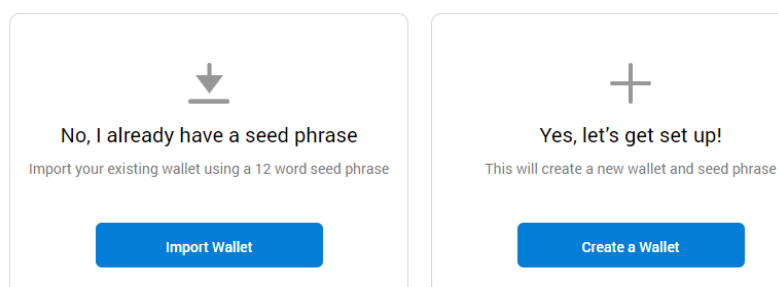 No, I already have a seed phrase
Import your existing wallet using a 12 word seed phrase
Import Wallet
Yes, let's get set up!
This will create a new wallet and seed phrase
Create a Wallet